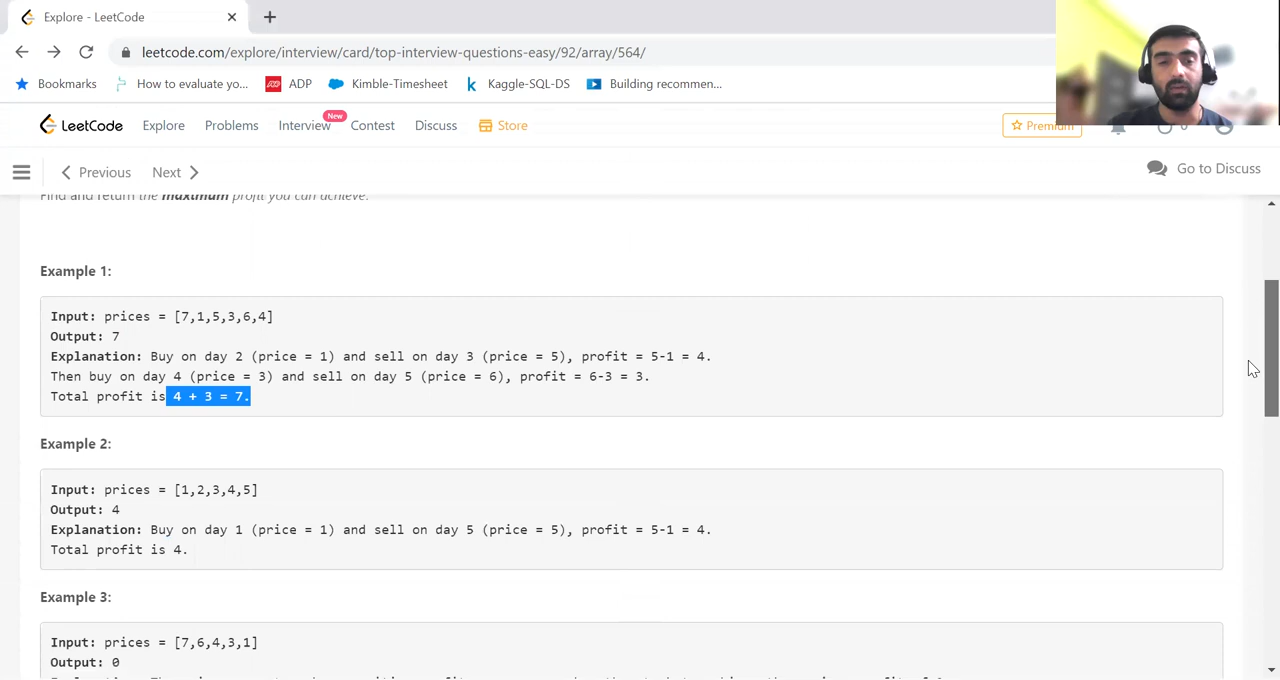 Explore - LeetCode
leetcode.com/explore/interview/card/top-interview-questions-easy/92/array/564/
Bookmarks How to evaluate yo... ADP Kimble-Timesheet Kaggle-SQL-DS Building recommen...
LeetCode Explore Problems Interview New Contest Discuss Store Premium 0
Previous Next Go to Discuss
Find and return the maximum profit you can achieve.
Example 1:
Input: prices = [7,1,5,3,6,4]
Output: 7
Explanation: Buy on day 2 (price = 1) and sell on day 3 (price = 5), profit = 5-1 = 4.
Then buy on day 4 (price = 3) and sell on day 5 (price = 6), profit = 6-3 = 3.
Total profit is 4 + 3 = 7.
Example 2:
Input: prices = [1,2,3,4,5]
Output: 4
Explanation: Buy on day 1 (price = 1) and sell on day 5 (price = 5), profit = 5-1 = 4.
Total profit is 4.
Example 3:
Input: prices = [7,6,4,3,1]
Output: 0